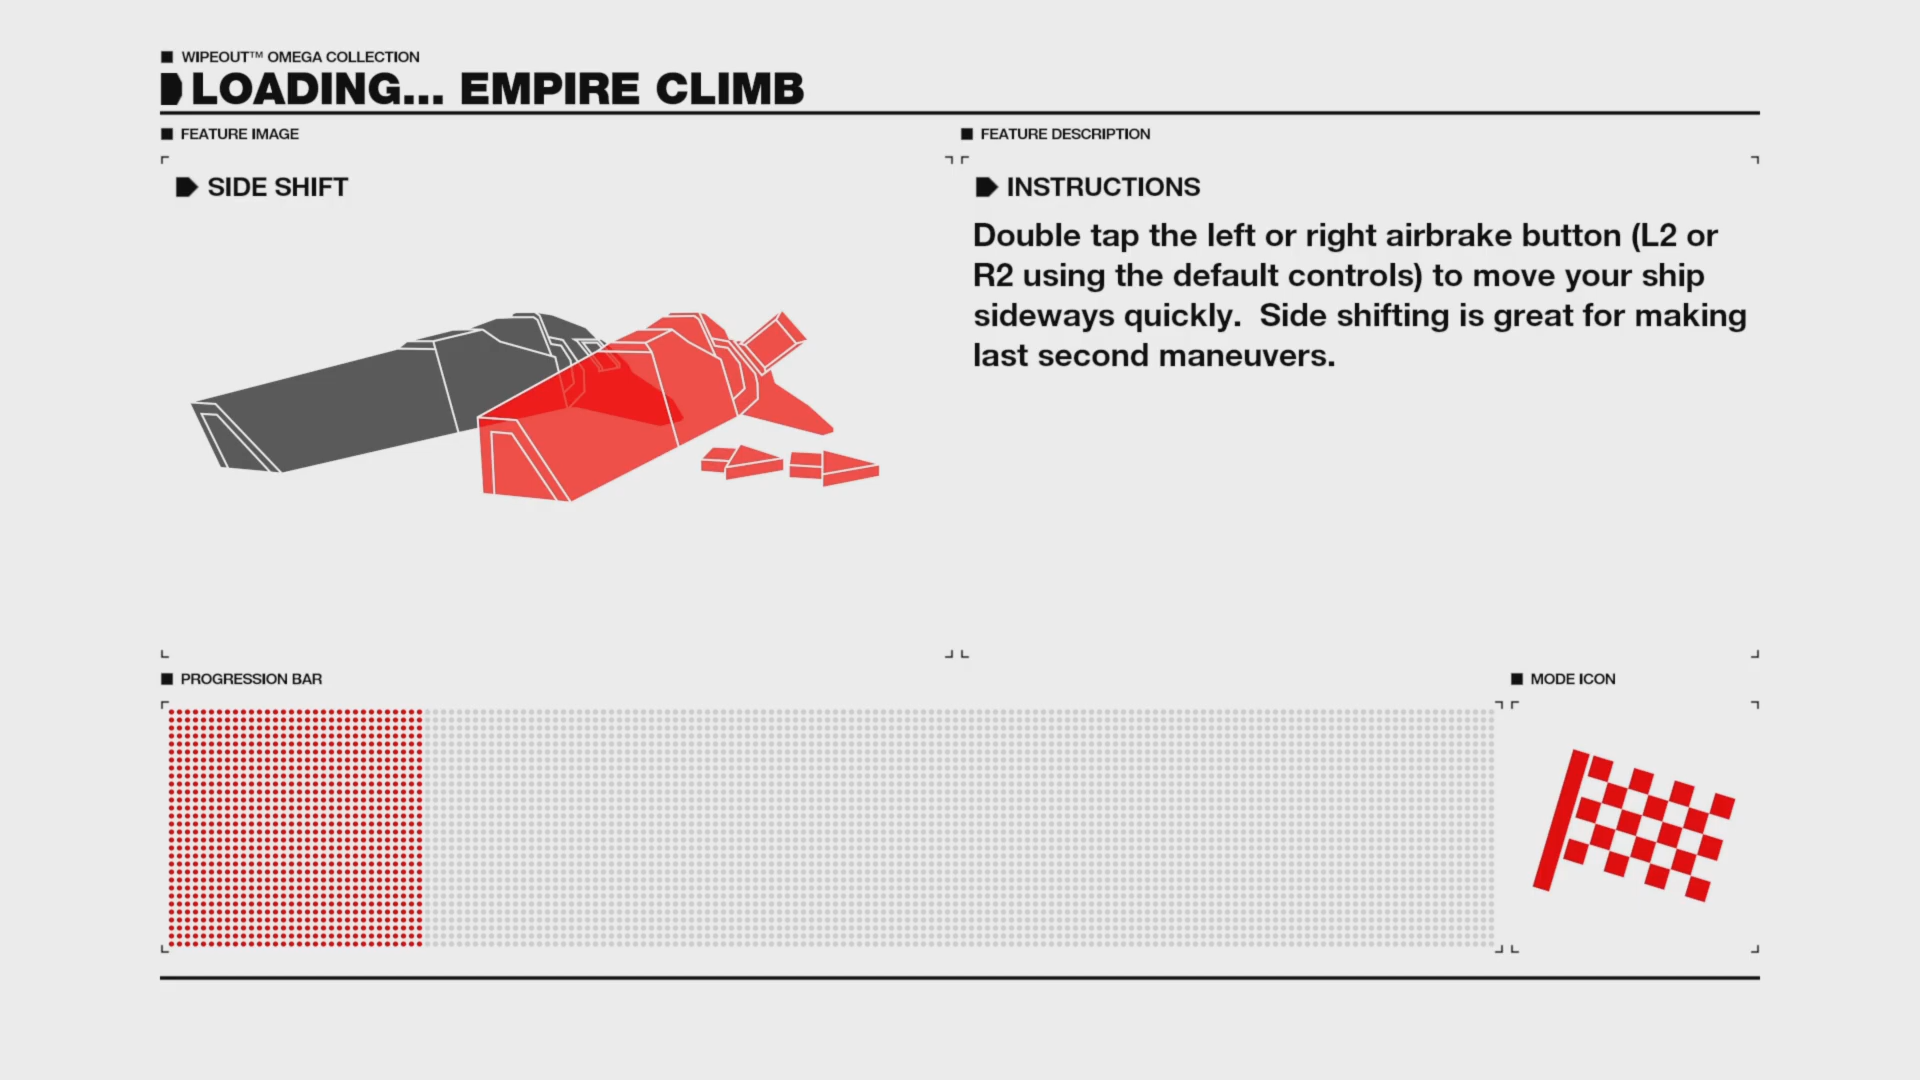 WIPEOUT™ OMEGA COLLECTION
LOADING... EMPIRE CLIMB
FEATURE IMAGE
SIDE SHIFT
FEATURE DESCRIPTION
INSTRUCTIONS
Double tap the left or right airbrake button (L2 or
R2 using the default controls) to move your ship
sideways quickly.  Side shifting is great for making
last second maneuvers.
PROGRESSION BAR
MODE ICON